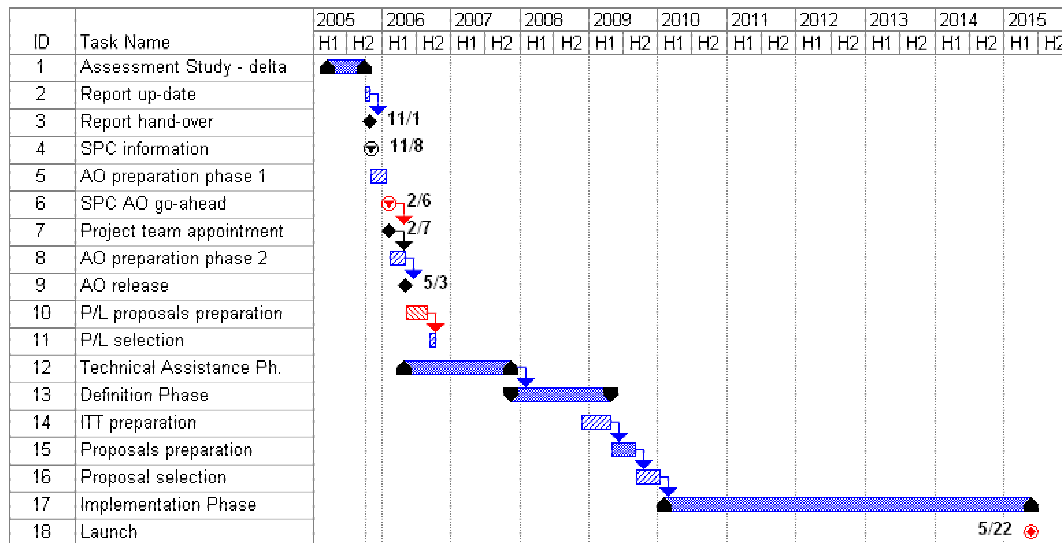 2005 2006 2007 2008 2009 2010 2011 2012 2013 2014 2015
ID Task Name H1 H2 H1 H2 H1 H2 H1 H2 H1 H2 H1 H2 H1 H2 H1 H2 H1 H2 H1 H2 H1 H2
1 Assessment Study - delta
2 Report up-date
3 Report hand-over 11/1
4 SPC information 11/8
5 AO preparation phase 1
6 SPC AO go-ahead 2/6
7 Project team appointment 2/7
8 AO preparation phase 2
9 AO release 5/3
10 P/L proposals preparation
11 P/L selection
12 Technical Assistance Ph.
13 Definition Phase
14 ITT preparation
15 Proposals preparation
16 Proposal selection
17 Implementation Phase
18 Launch 5/22